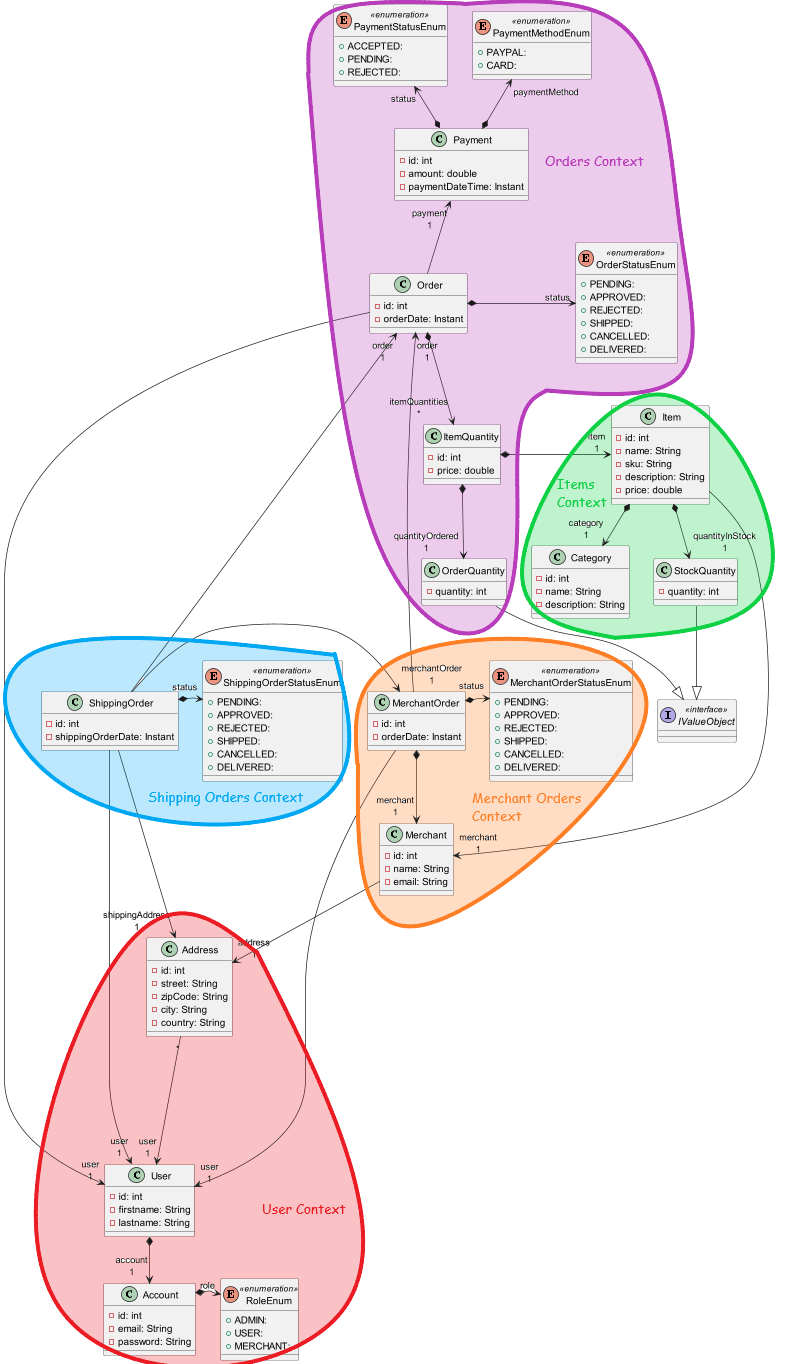 «enumeration»
PaymentStatusEnum
ACCEPTED:
PENDING:
REJECTED:
«enumeration»
PaymentMethodEnum
PAYPAL:
CARD:
status
paymentMethod
C Payment
id: int
amount: double
paymentDateTime: Instant
Orders Context
payment
1
C Order
id: int
orderDate: Instant
status
«enumeration»
OrderStatusEnum
PENDING:
APPROVED:
REJECTED:
SHIPPED:
CANCELLED:
DELIVERED:
order
1
order
1
itemQuantities
*
C ItemQuantity
id: int
price: double
item
1
C Item
id: int
name: String
sku: String
description: String
price: double
Items
Context
category
1
quantityInStock
1
quantityOrdered
1
C OrderQuantity
quantity: int
C Category
id: int
name: String
description: String
C StockQuantity
quantity: int
C ShippingOrder
id: int
shippingOrderDate: Instant
status
«enumeration»
ShippingOrderStatusEnum
PENDING:
APPROVED:
REJECTED:
SHIPPED:
CANCELLED:
DELIVERED:
Shipping Orders Context
merchantOrder
1
C MerchantOrder
id: int
orderDate: Instant
status
«enumeration»
MerchantOrderStatusEnum
PENDING:
APPROVED:
REJECTED:
SHIPPED:
CANCELLED:
DELIVERED:
«interface»
I IValueObject
Merchant Orders
Context
merchant
1
C Merchant
id: int
name: String
email: String
merchant
1
shippingAddress
1
address
1
C Address
id: int
street: String
zipCode: String
city: String
country: String
*
user
1
user
1
user
1
user
1
C User
id: int
firstname: String
lastname: String
User Context
account
1
C Account
id: int
email: String
password: String
role
«enumeration»
RoleEnum
ADMIN:
USER:
MERCHANT: